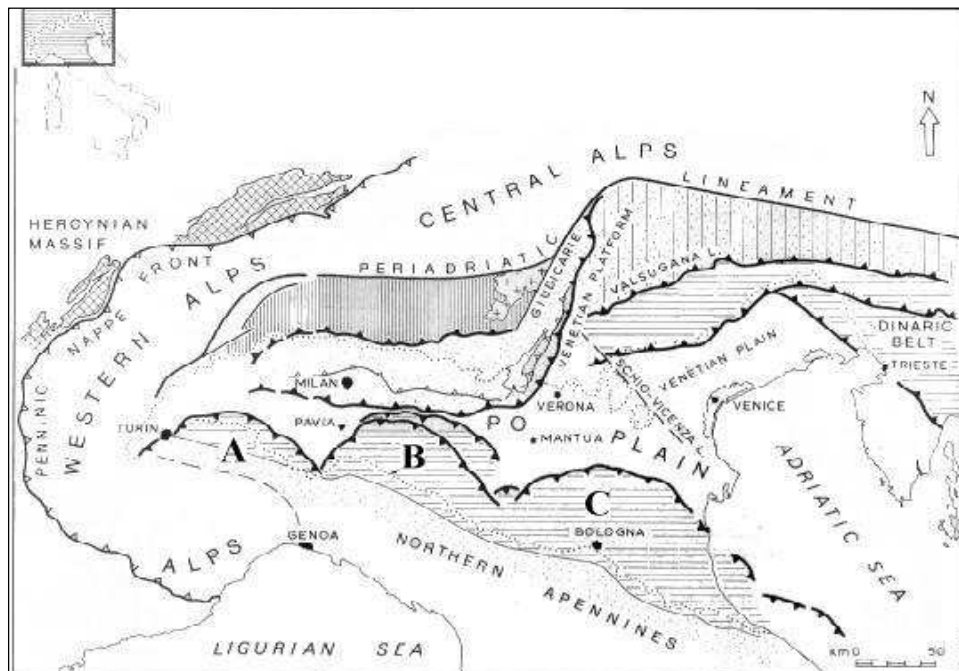 N
CENTRAL ALPS
LINEAMENT
HERCYNIAN
MASSIF
PERIADRIATIC
GIUDICARIE
VENETIAN PLATFORM
VALSUGANA L.
PENNINIC NAPPE FRONT
WESTERN ALPS
DINARIC
BELT
TRIESTE
MILAN
SCHIO-VICENZA L.
VENETIAN PLAIN
VERONA
VENICE
TURIN
PAVIA
PO PLAIN
MANTUA
A
B
C
ADRIATIC SEA
BOLOGNA
GENOA
ALPS
NORTHERN APENNINES
LIGURIAN SEA
KM 0 50